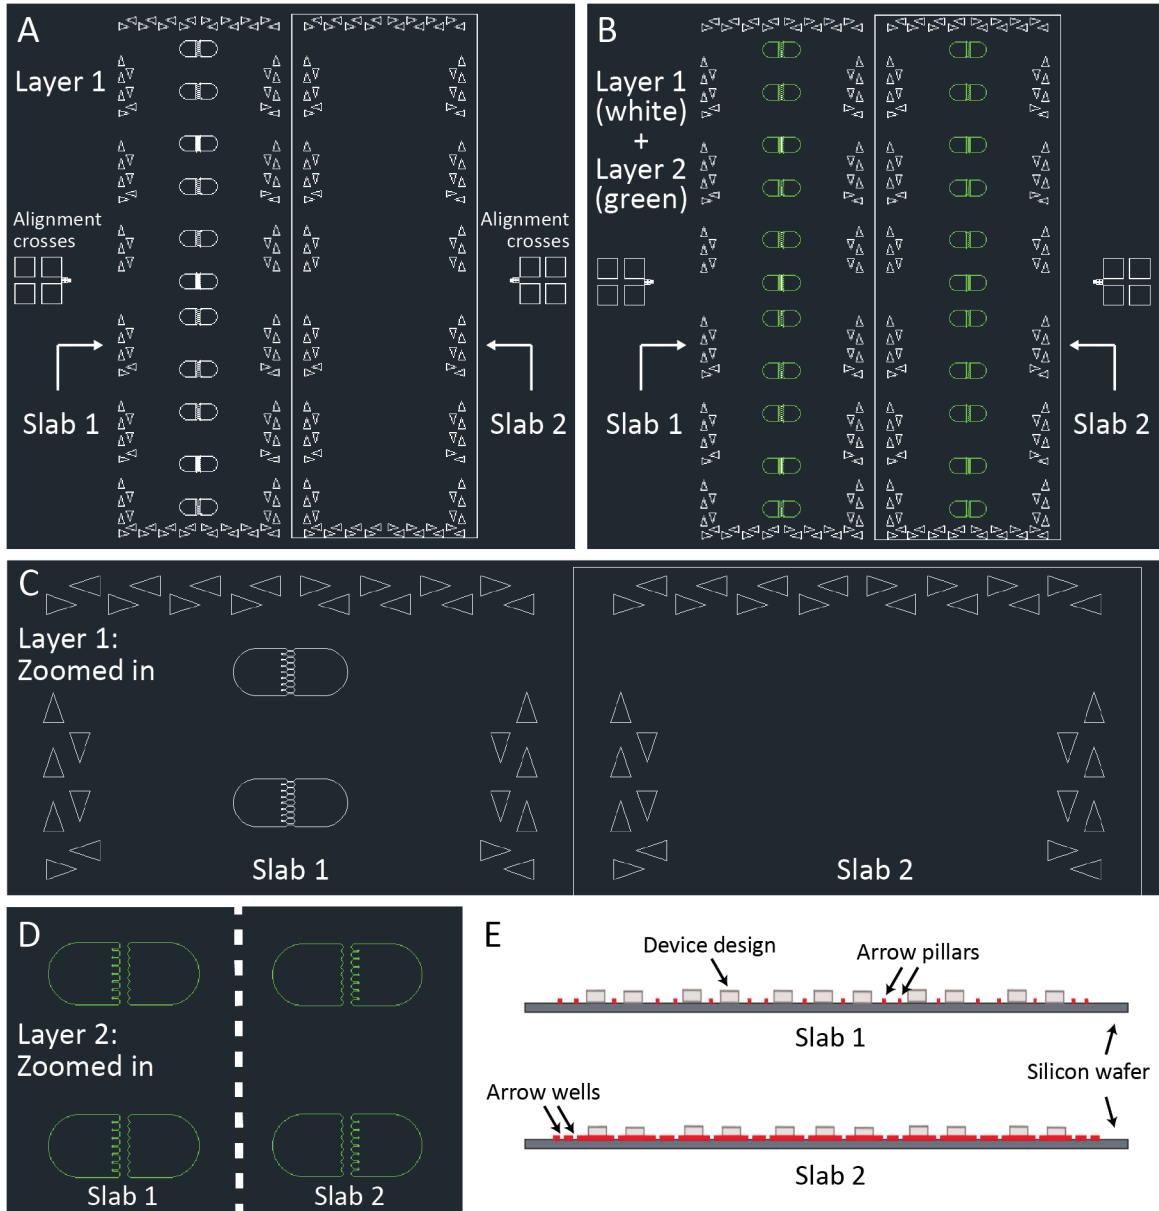 A
Layer 1
Alignment
crosses
Alignment
crosses
Slab 1
Slab 2
B
Layer 1
(white)
+
Layer 2
(green)
Slab 1
Slab 2
C
Layer 1:
Zoomed in
Slab 1
Slab 2
D
Layer 2:
Zoomed in
Slab 1
Slab 2
E
Device design
Arrow pillars
Slab 1
Silicon wafer
Arrow wells
Slab 2